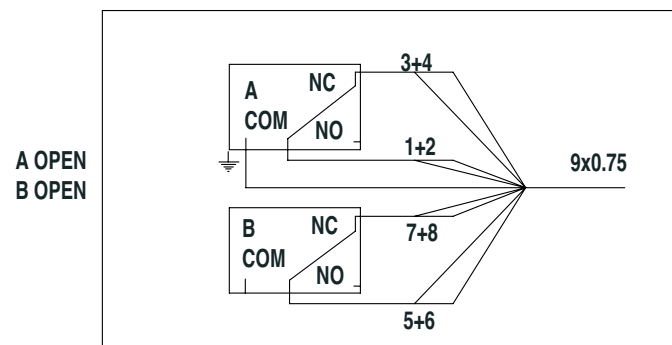 3+4
A NC
COM
NO
A OPEN
1+2
9x0.75
B OPEN
B NC
7+8
COM
NO
5+6